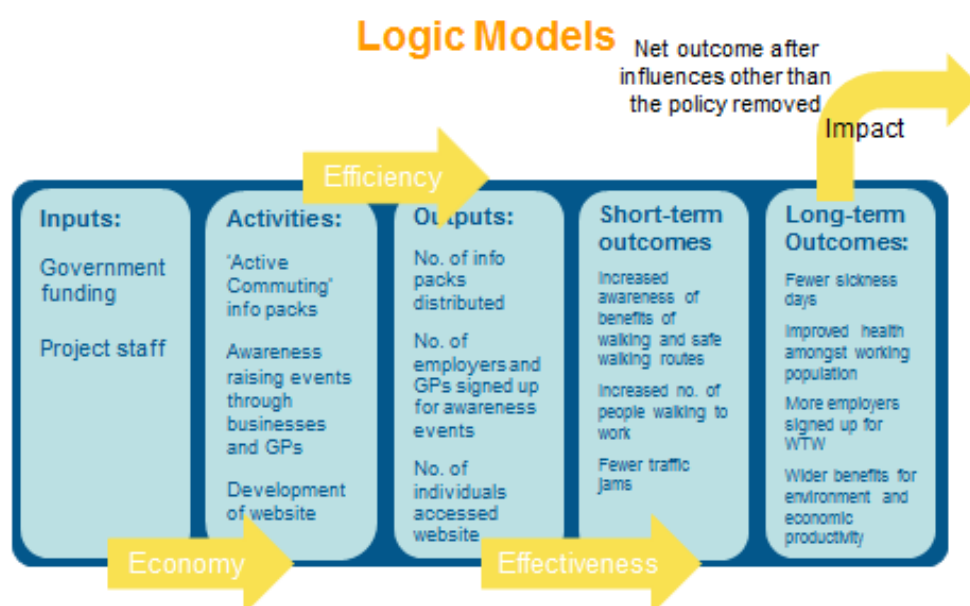 Logic Models
Net outcome after
influences other than
the policy removed
Impact
Efficiency
Inputs:
Government
funding
Project staff
Activities:
‘Active
Commuting’
info packs
Awareness
raising events
through
businesses
and GPs
Development
of website
Outputs:
No. of info
packs
distributed
No. of
employers and
GPs signed up
for awareness
events
No. of
individuals
accessed
website
Short-term
outcomes
Increased
awareness of
benefits of
walking and safe
walking routes
Increased no. of
people walking to
work
Fewer traffic
jams
Long-term
Outcomes:
Fewer sickness
days
Improved health
amongst working
population
More employers
signed up for
WTW
Wider benefits for
environment and
economic
productivity
Economy
Effectiveness